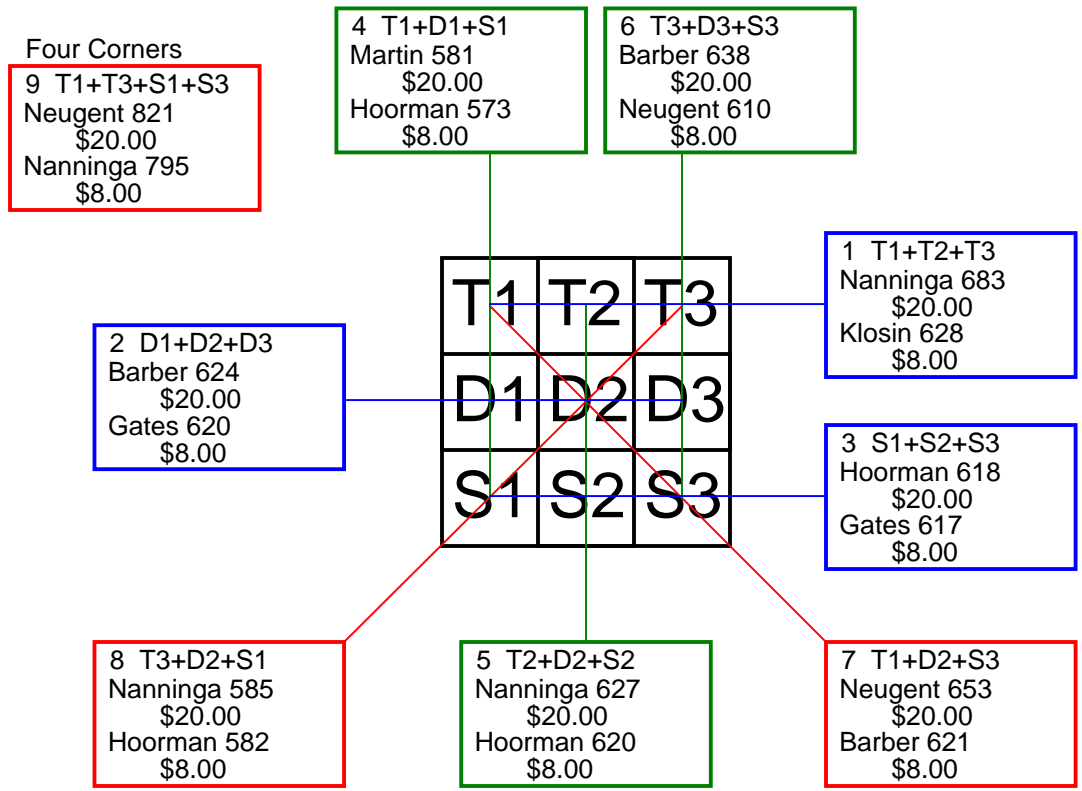 Four Corners
9 T1+T3+S1+S3
Neugent 821
$20.00
Nanninga 795
$8.00
4 T1+D1+S1
Martin 581
$20.00
Hoorman 573
$8.00
6 T3+D3+S3
Barber 638
$20.00
Neugent 610
$8.00
1 T1+T2+T3
Nanninga 683
$20.00
Klosin 628
$8.00
2 D1+D2+D3
Barber 624
$20.00
Gates 620
$8.00
T1 T2 T3
D1 D2 D3
S1 S2 S3
3 S1+S2+S3
Hoorman 618
$20.00
Gates 617
$8.00
8 T3+D2+S1
Nanninga 585
$20.00
Hoorman 582
$8.00
5 T2+D2+S2
Nanninga 627
$20.00
Hoorman 620
$8.00
7 T1+D2+S3
Neugent 653
$20.00
Barber 621
$8.00